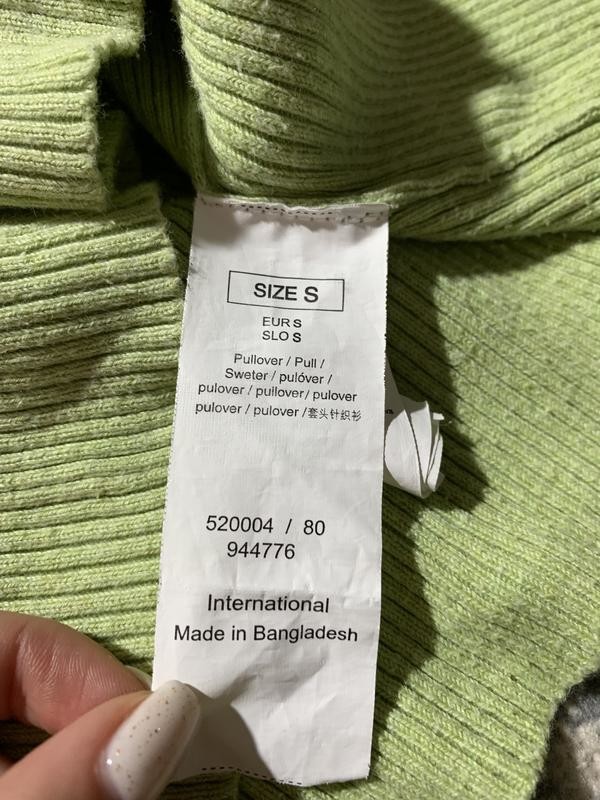 SIZE S
EUR S
SLO S
Pullover / Pull /
Sweter / pulóver /
pulover / pullover/ pulover
pulover / pulover /套头针织衫
520004 / 80
944776
International
Made in Bangladesh